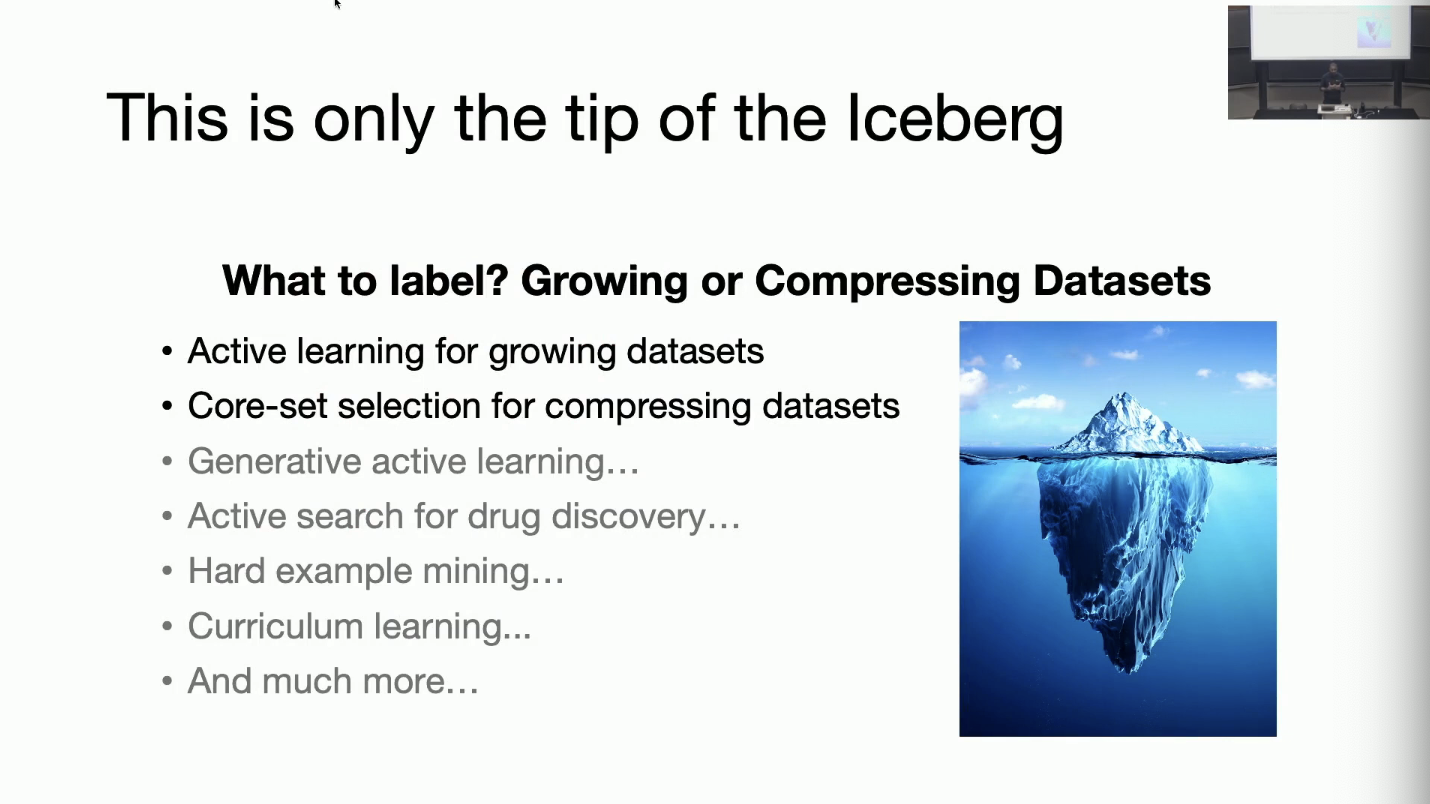 This is only the tip of the Iceberg
What to label? Growing or Compressing Datasets
• Active learning for growing datasets
• Core-set selection for compressing datasets
• Generative active learning…
• Active search for drug discovery…
• Hard example mining…
• Curriculum learning...
• And much more…